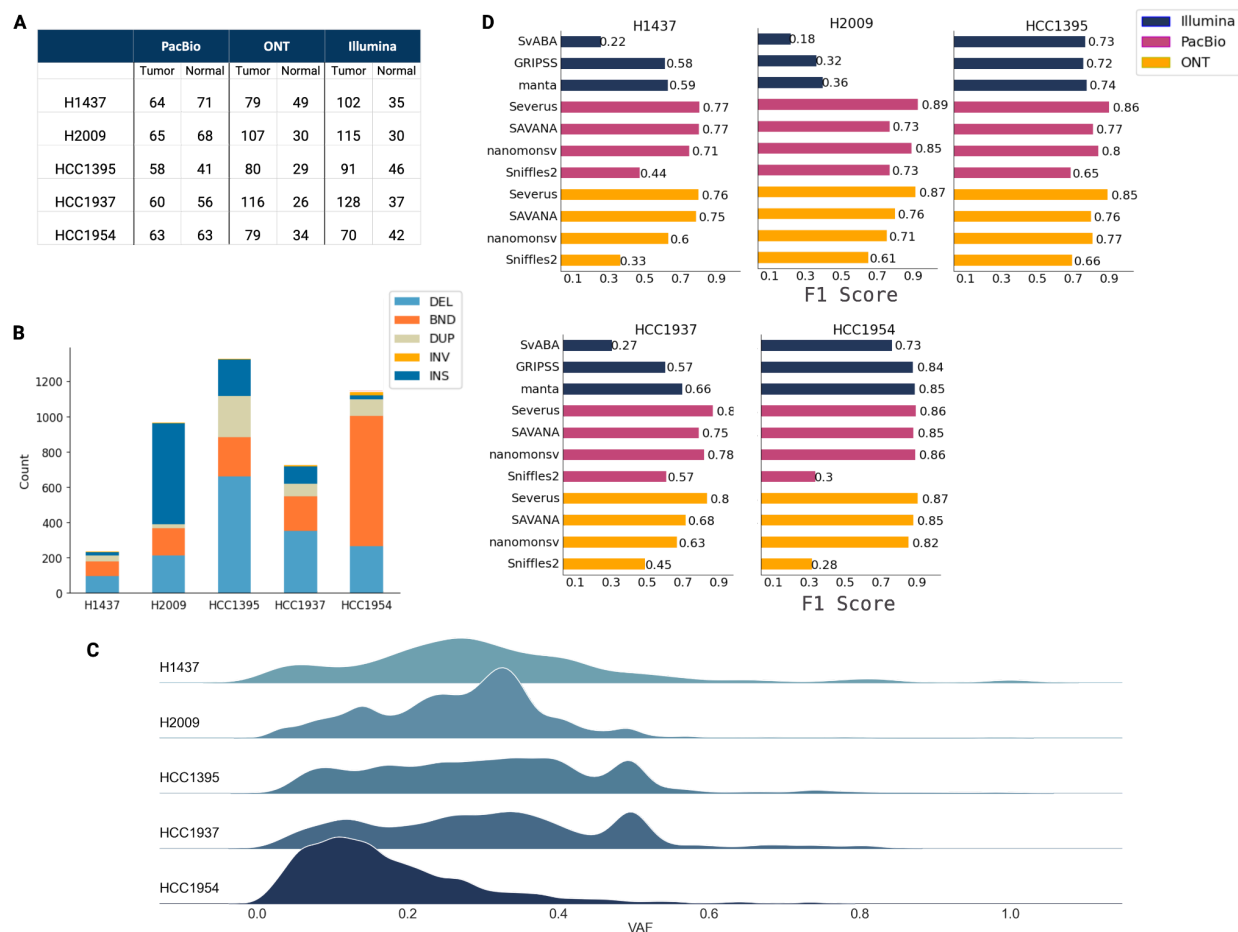 A
PacBio ONT Illumina
Tumor Normal Tumor Normal Tumor Normal
H1437 64 71 79 49 102 35
H2009 65 68 107 30 115 30
HCC1395 58 41 80 29 91 46
HCC1937 60 56 116 26 128 37
HCC1954 63 63 79 34 70 42
B
DEL
BND
DUP
INV
INS
Count
1200
1000
800
600
400
200
0
H1437 H2009 HCC1395 HCC1937 HCC1954
D
Illumina
PacBio
ONT
H1437 H2009 HCC1395
SvABA 0.22 0.18 0.73
GRIPSS 0.58 0.32 0.72
manta 0.59 0.36 0.74
Severus 0.77 0.89 0.86
SAVANA 0.77 0.73 0.77
nanomonsv 0.71 0.85 0.8
Sniffles2 0.44 0.73 0.65
Severus 0.76 0.87 0.85
SAVANA 0.75 0.76 0.76
nanomonsv 0.6 0.71 0.77
Sniffles2 0.33 0.61 0.66
0.1 0.3 0.5 0.7 0.9 0.1 0.3 0.5 0.7 0.9 0.1 0.3 0.5 0.7 0.9
F1 Score
HCC1937 HCC1954
SvABA 0.27 0.73
GRIPSS 0.57 0.84
manta 0.66 0.85
Severus 0.8 0.86
SAVANA 0.75 0.85
nanomonsv 0.78 0.86
Sniffles2 0.57 0.3
Severus 0.8 0.87
SAVANA 0.68 0.85
nanomonsv 0.63 0.82
Sniffles2 0.45 0.28
0.1 0.3 0.5 0.7 0.9 0.1 0.3 0.5 0.7 0.9
F1 Score
C
H1437
H2009
HCC1395
HCC1937
HCC1954
0.0 0.2 0.4 0.6 0.8 1.0
VAF